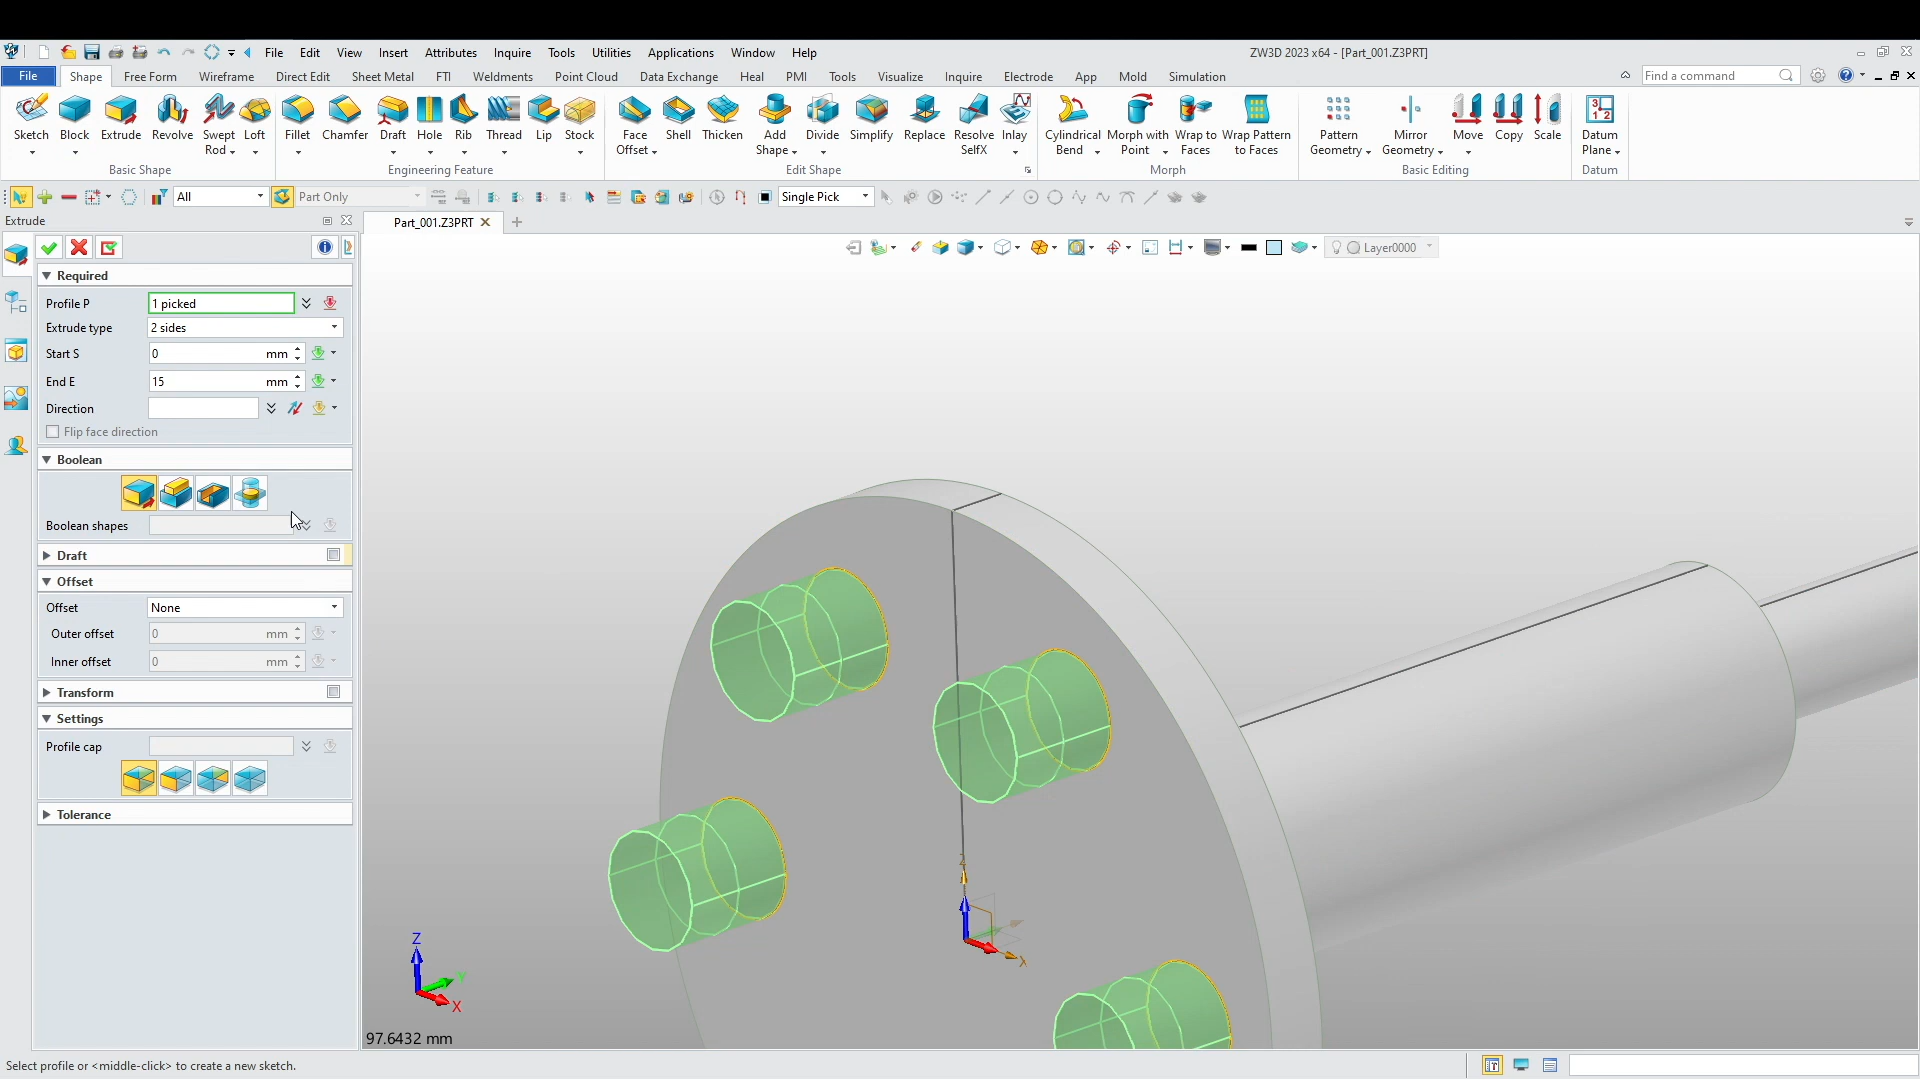 File Edit View Insert Attributes Inquire Tools Utilities Applications Window Help
ZW3D 2023 x64 - [Part_001.Z3PRT]
File Shape Free Form Wireframe Direct Edit Sheet Metal FTI Weldments Point Cloud Data Exchange Heal PMI Tools Visualize Inquire Electrode App Mold Simulation
Find a command
Sketch Block Extrude Revolve Swept Rod Loft
Basic Shape
Fillet Chamfer Draft Hole Rib Thread Lip Stock
Engineering Feature
Face Offset Shell Thicken Add Shape Divide Simplify Replace Resolve SelfX Inlay
Edit Shape
Cylindrical Bend Morph with Point Wrap to Faces Wrap Pattern to Faces
Morph
Pattern Geometry Mirror Geometry Move Copy Scale
Basic Editing
Datum Plane
Datum
All Part Only Single Pick
Extrude
Part_001.Z3PRT
Layer0000
Required
Profile P 1 picked
Extrude type 2 sides
Start S 0 mm
End E 15 mm
Direction
Flip face direction
Boolean
Boolean shapes
Draft
Offset
Offset None
Outer offset 0 mm
Inner offset 0 mm
Transform
Settings
Profile cap
Tolerance
Z
X
Z
Y
X
97.6432 mm
Select profile or <middle-click> to create a new sketch.